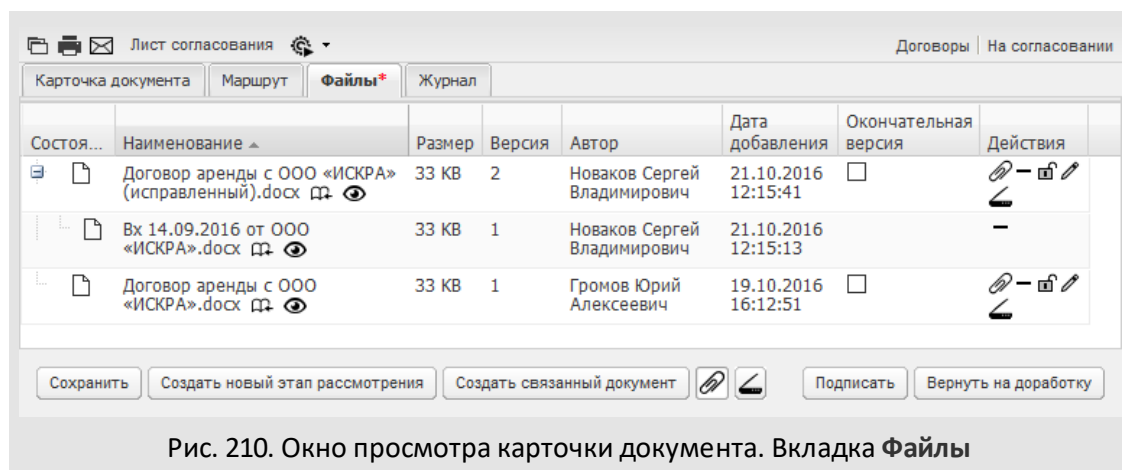 Лист согласования Договоры На согласовании
Карточка документа Маршрут Файлы* Журнал
Дата Окончательная
Состоя... Наименование Размер Версия Автор добавления версия Действия
Договор аренды с ООО «ИСКРА» 33 KB 2 Новаков Сергей 21.10.2016
(исправленный).docx Владимирович 12:15:41
Вх 14.09.2016 от ООО 33 KB 1 Новаков Сергей 21.10.2016
«ИСКРА».docx Владимирович 12:15:13
Договор аренды с ООО 33 KB 1 Громов Юрий 19.10.2016
«ИСКРА».docx Алексеевич 16:12:51
Сохранить Создать новый этап рассмотрения Создать связанный документ Подписать Вернуть на доработку
Рис. 210. Окно просмотра карточки документа. Вкладка Файлы